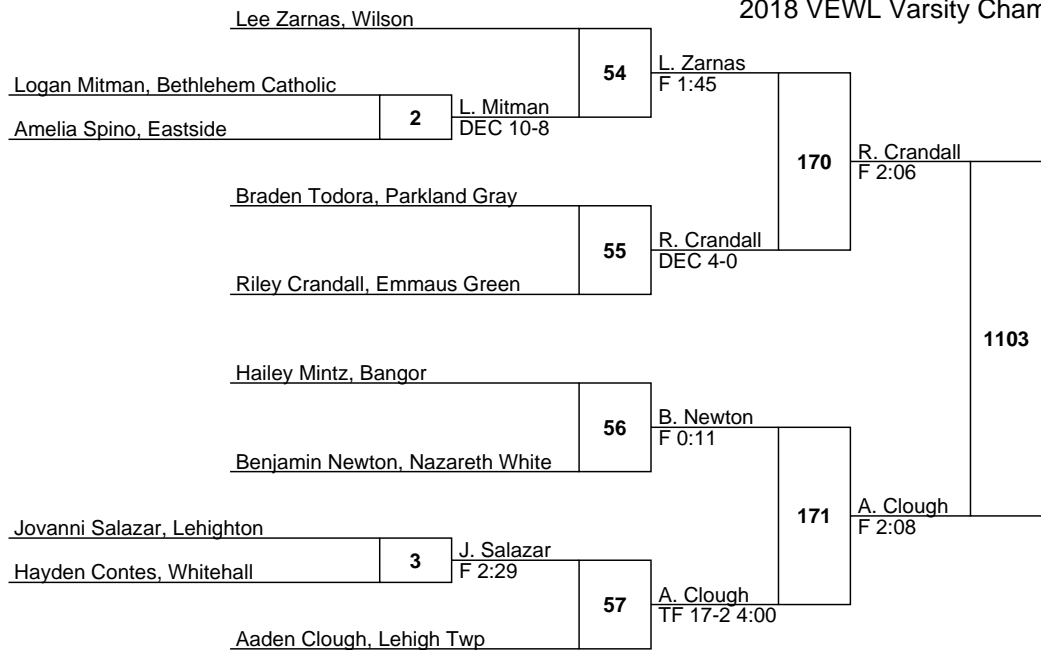 2018 VEWL Varsity Cham
Lee Zarnas, Wilson
54
L. Zarnas
F 1:45
Logan Mitman, Bethlehem Catholic
2
L. Mitman
DEC 10-8
Amelia Spino, Eastside
170
R. Crandall
F 2:06
Braden Todora, Parkland Gray
55
R. Crandall
DEC 4-0
Riley Crandall, Emmaus Green
1103
Hailey Mintz, Bangor
56
B. Newton
F 0:11
Benjamin Newton, Nazareth White
171
A. Clough
F 2:08
Jovanni Salazar, Lehighton
3
J. Salazar
F 2:29
Hayden Contes, Whitehall
57
A. Clough
TF 17-2 4:00
Aaden Clough, Lehigh Twp